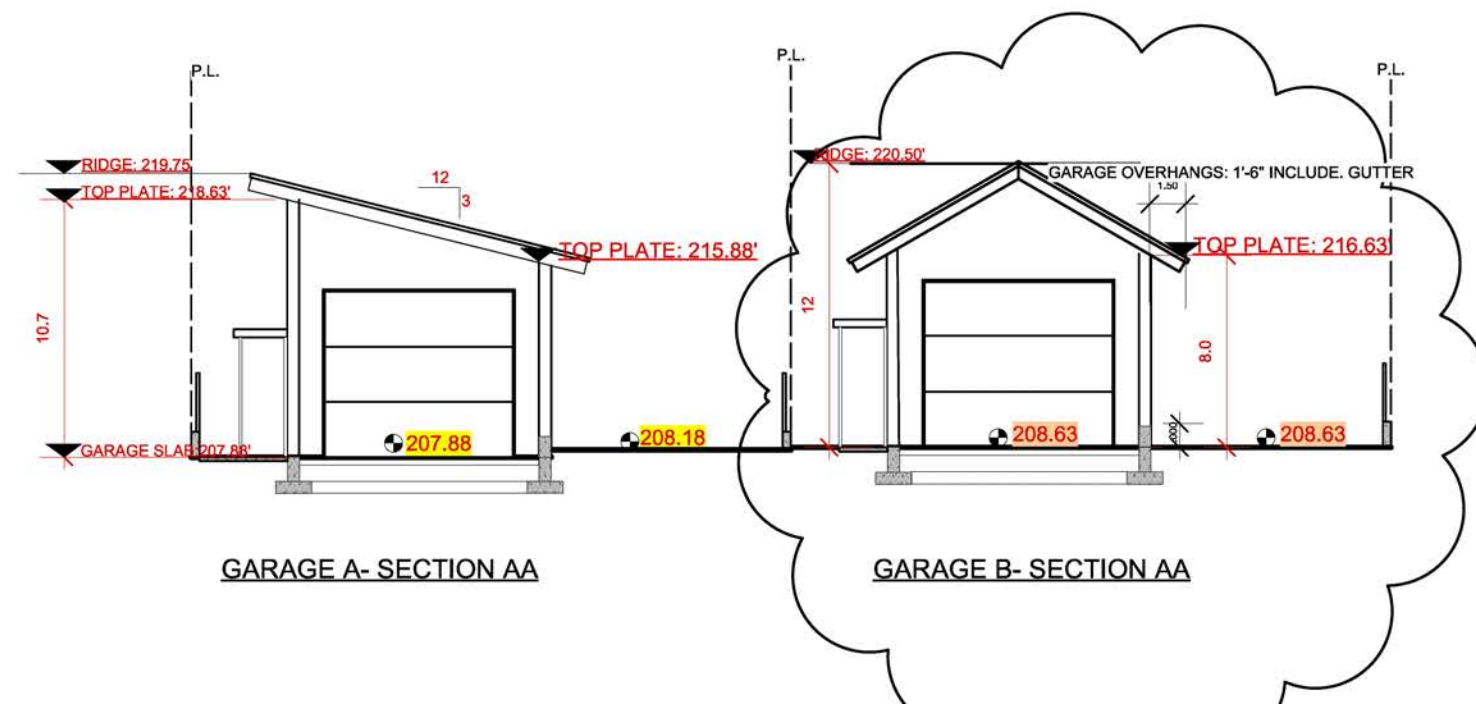 P.L.
P.L.
P.L.
RIDGE: 219.75'
TOP PLATE: 218.63'
12
3
TOP PLATE: 215.88'
10.7
GARAGE SLAB: 207.88'
207.88
208.18
RIDGE: 220.50'
GARAGE OVERHANGS: 1'-6" INCLUDE. GUTTER
1.50
TOP PLATE: 216.63'
12
8.0
208.63
208.63
GARAGE A- SECTION AA
GARAGE B- SECTION AA